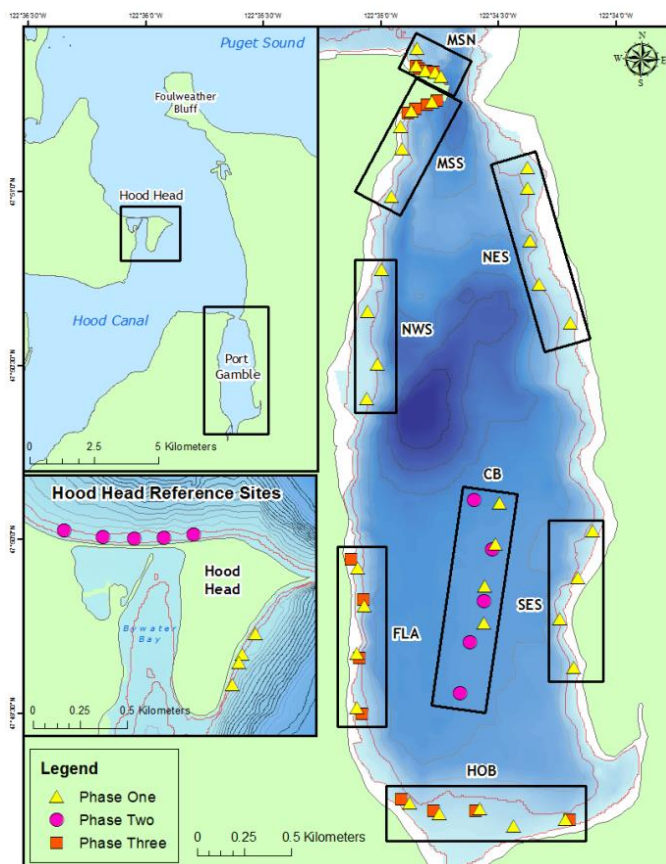 122°36'30"W
122°36'0"W
122°35'30"W
122°35'0"W
122°34'30"W
122°34'0"W
Puget Sound
Foulweather
Bluff
Hood Head
Hood Canal
Port
Gamble
0 2.5 5 Kilometers
Hood Head Reference Sites
Hood
Head
Bywater
Bay
0 0.25 0.5 Kilometers
Legend
Phase One
Phase Two
Phase Three
0 0.25 0.5 Kilometers
MSN
N
W E
S
MSS
NES
NWS
CB
SES
FLA
HOB